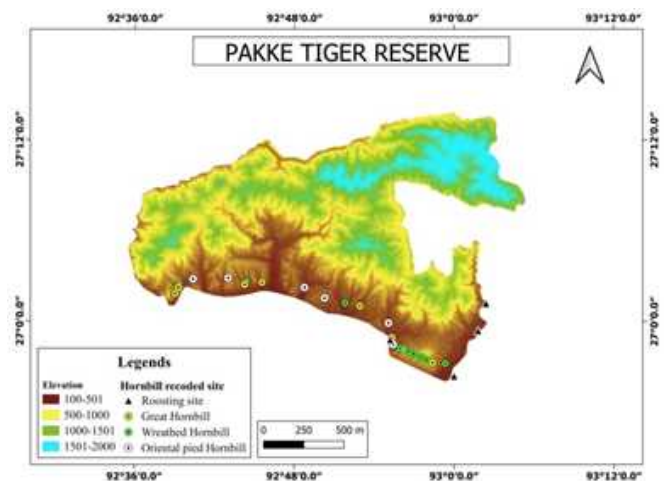 92°36'0.0" 92°48'0.0" 93°0'0.0" 93°12'0.0"
PAKKE TIGER RESERVE
27°12'0.0" 27°12'0.0"
27°0'0.0" 27°0'0.0"
Legends
Elevation Hornbill recoded site
100-501 Roosting site
500-1000 Great Hornbill
1000-1501 Wreathed Hornbill
1501-2000 Oriental pied Hornbill
0 250 500 m
92°36'0.0" 92°48'0.0" 93°0'0.0" 93°12'0.0"